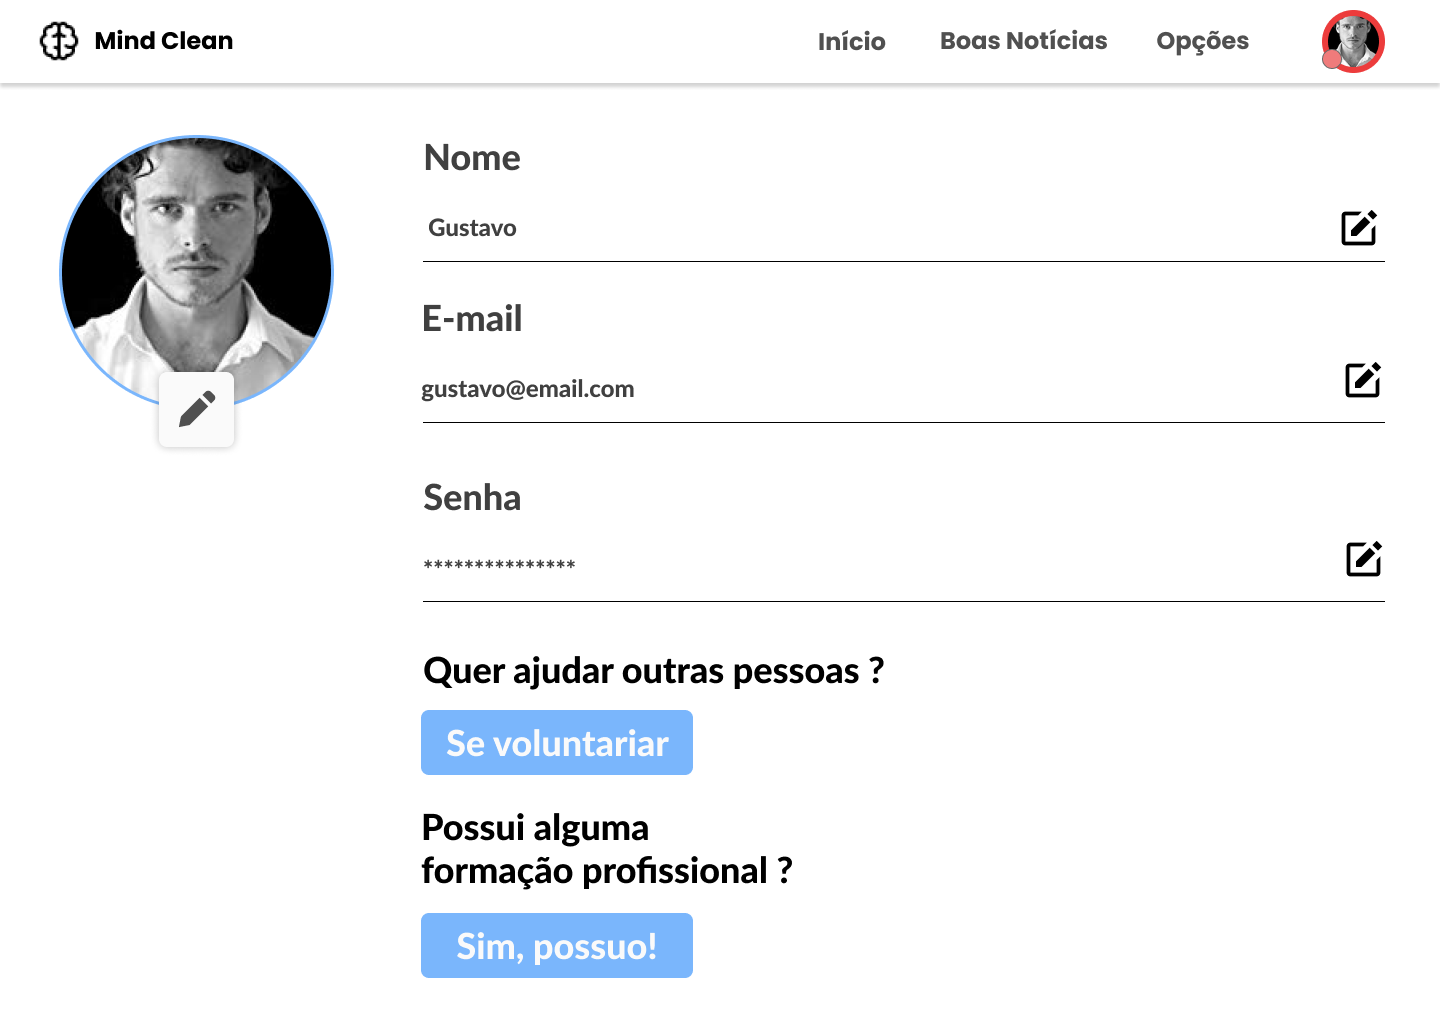 Mind Clean
Início
Boas Notícias
Opções
Nome
Gustavo
E-mail
gustavo@email.com
Senha
***************
Quer ajudar outras pessoas ?
Se voluntariar
Possui alguma
formação profissional ?
Sim, possuo!